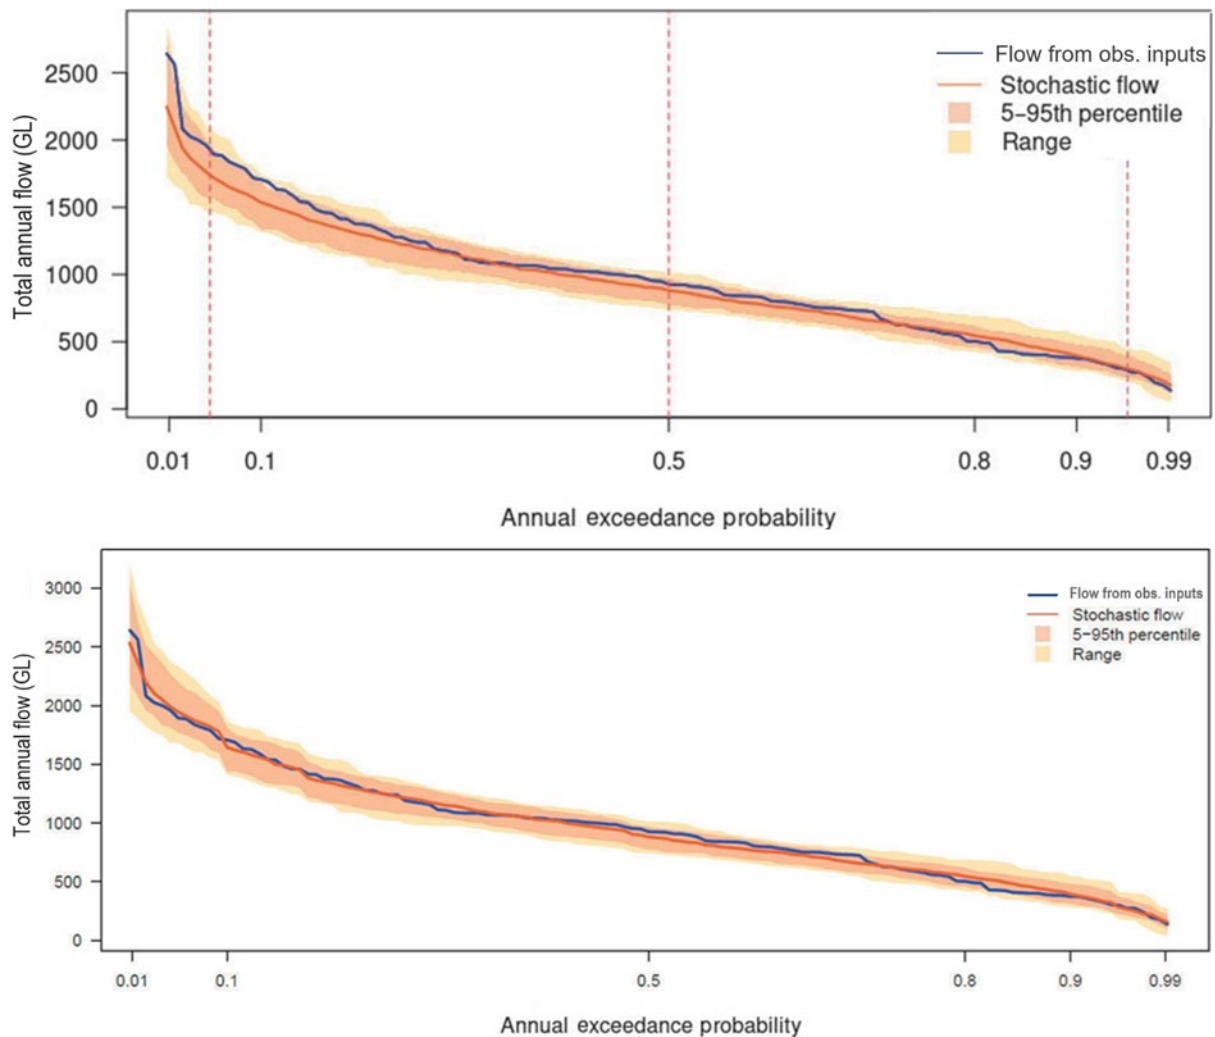 Total annual flow (GL)
2500
2000
1500
1000
500
0
Flow from obs. inputs
Stochastic flow
5–95th percentile
Range
0.01 0.1 0.5 0.8 0.9 0.99
Annual exceedance probability
Total annual flow (GL)
3000
2500
2000
1500
1000
500
0
Flow from obs. inputs
Stochastic flow
5–95th percentile
Range
0.01 0.1 0.5 0.8 0.9 0.99
Annual exceedance probability